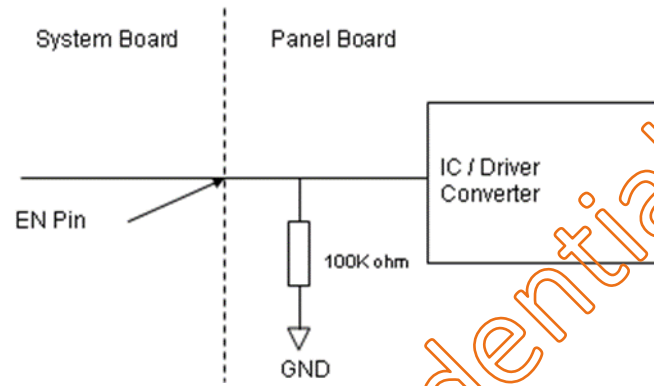 System Board
Panel Board
IC / Driver
Converter
EN Pin
100K ohm
GND